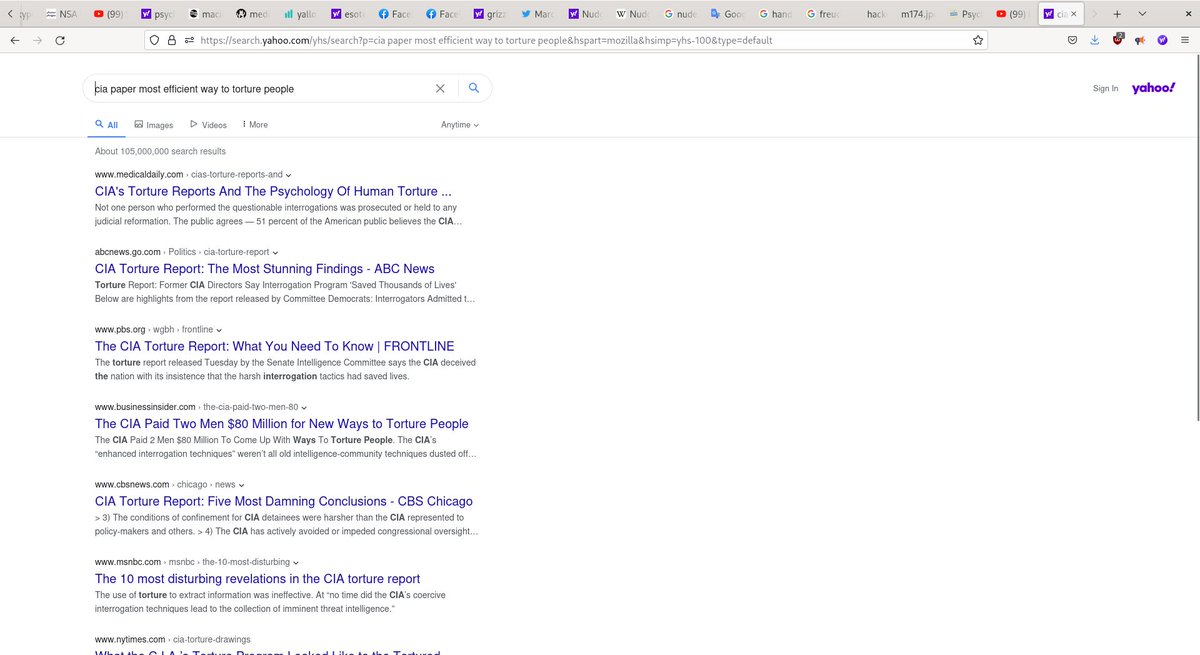 ype
NSA
(99)
psyc
mac
med
yallo
esot
Face
Face
grizz
Marc
Nude
Nud
nude
Goog
hand
freud
hack
m174.jp
Psyc
(99)
cia
https://search.yahoo.com/yhs/search?p=cia paper most efficient way to torture people&hspart=mozilla&hsimp=yhs-100&type=default
2
cia paper most efficient way to torture people
Sign In
yahoo!
All
Images
Videos
More
Anytime
About 105,000,000 search results
www.medicaldaily.com › cias-torture-reports-and
CIA's Torture Reports And The Psychology Of Human Torture ...
Not one person who performed the questionable interrogations was prosecuted or held to any
judicial reformation. The public agrees — 51 percent of the American public believes the CIA...
abcnews.go.com › Politics › cia-torture-report
CIA Torture Report: The Most Stunning Findings - ABC News
Torture Report: Former CIA Directors Say Interrogation Program 'Saved Thousands of Lives'
Below are highlights from the report released by Committee Democrats: Interrogators Admitted t...
www.pbs.org › wgbh › frontline
The CIA Torture Report: What You Need To Know | FRONTLINE
The torture report released Tuesday by the Senate Intelligence Committee says the CIA deceived
the nation with its insistence that the harsh interrogation tactics had saved lives.
www.businessinsider.com › the-cia-paid-two-men-80
The CIA Paid Two Men $80 Million for New Ways to Torture People
The CIA Paid 2 Men $80 Million To Come Up With Ways To Torture People. The CIA's
“enhanced interrogation techniques” weren't all old intelligence-community techniques dusted off...
www.cbsnews.com › chicago › news
CIA Torture Report: Five Most Damning Conclusions - CBS Chicago
> 3) The conditions of confinement for CIA detainees were harsher than the CIA represented to
policy-makers and others. > 4) The CIA has actively avoided or impeded congressional oversight...
www.msnbc.com › msnbc › the-10-most-disturbing
The 10 most disturbing revelations in the CIA torture report
The use of torture to extract information was ineffective. At “no time did the CIA's coercive
interrogation techniques lead to the collection of imminent threat intelligence.”
www.nytimes.com › cia-torture-drawings
What the C.I.A.'s Torture Program Looked Like to the Tortured